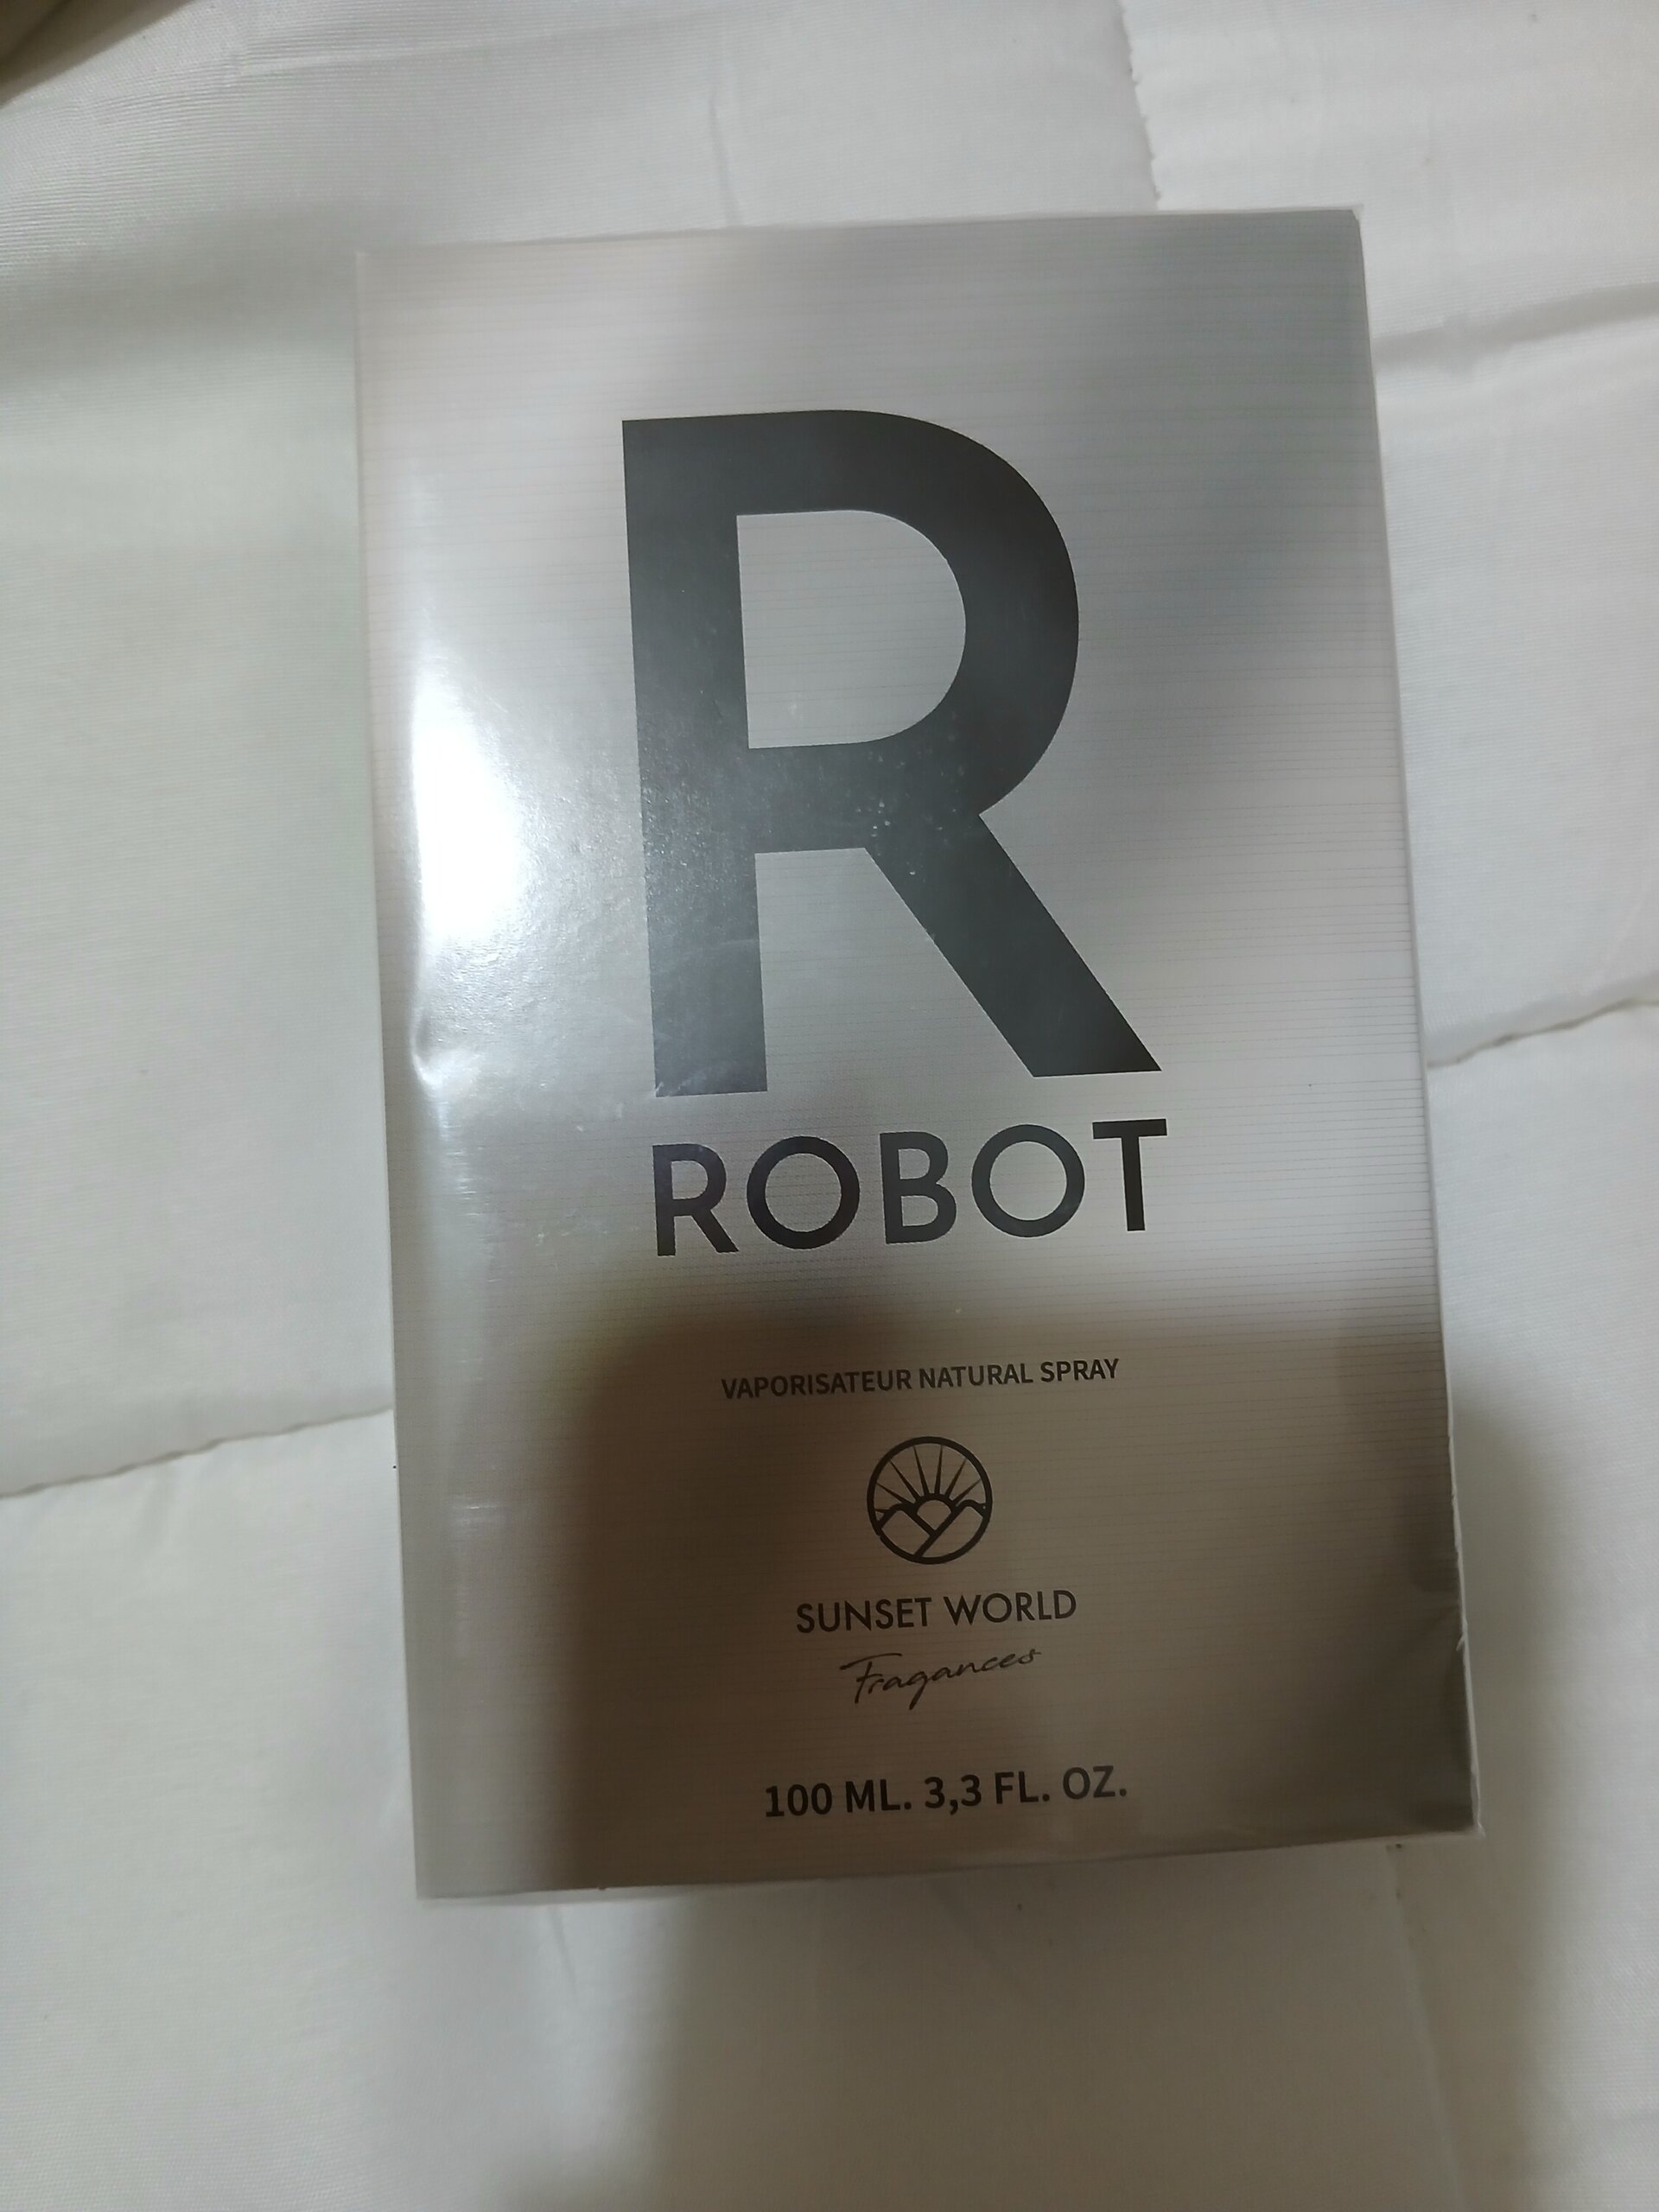 R
ROBOT
VAPORISATEUR NATURAL SPRAY
SUNSET WORLD
Fragances
100 ML. 3,3 FL. OZ.